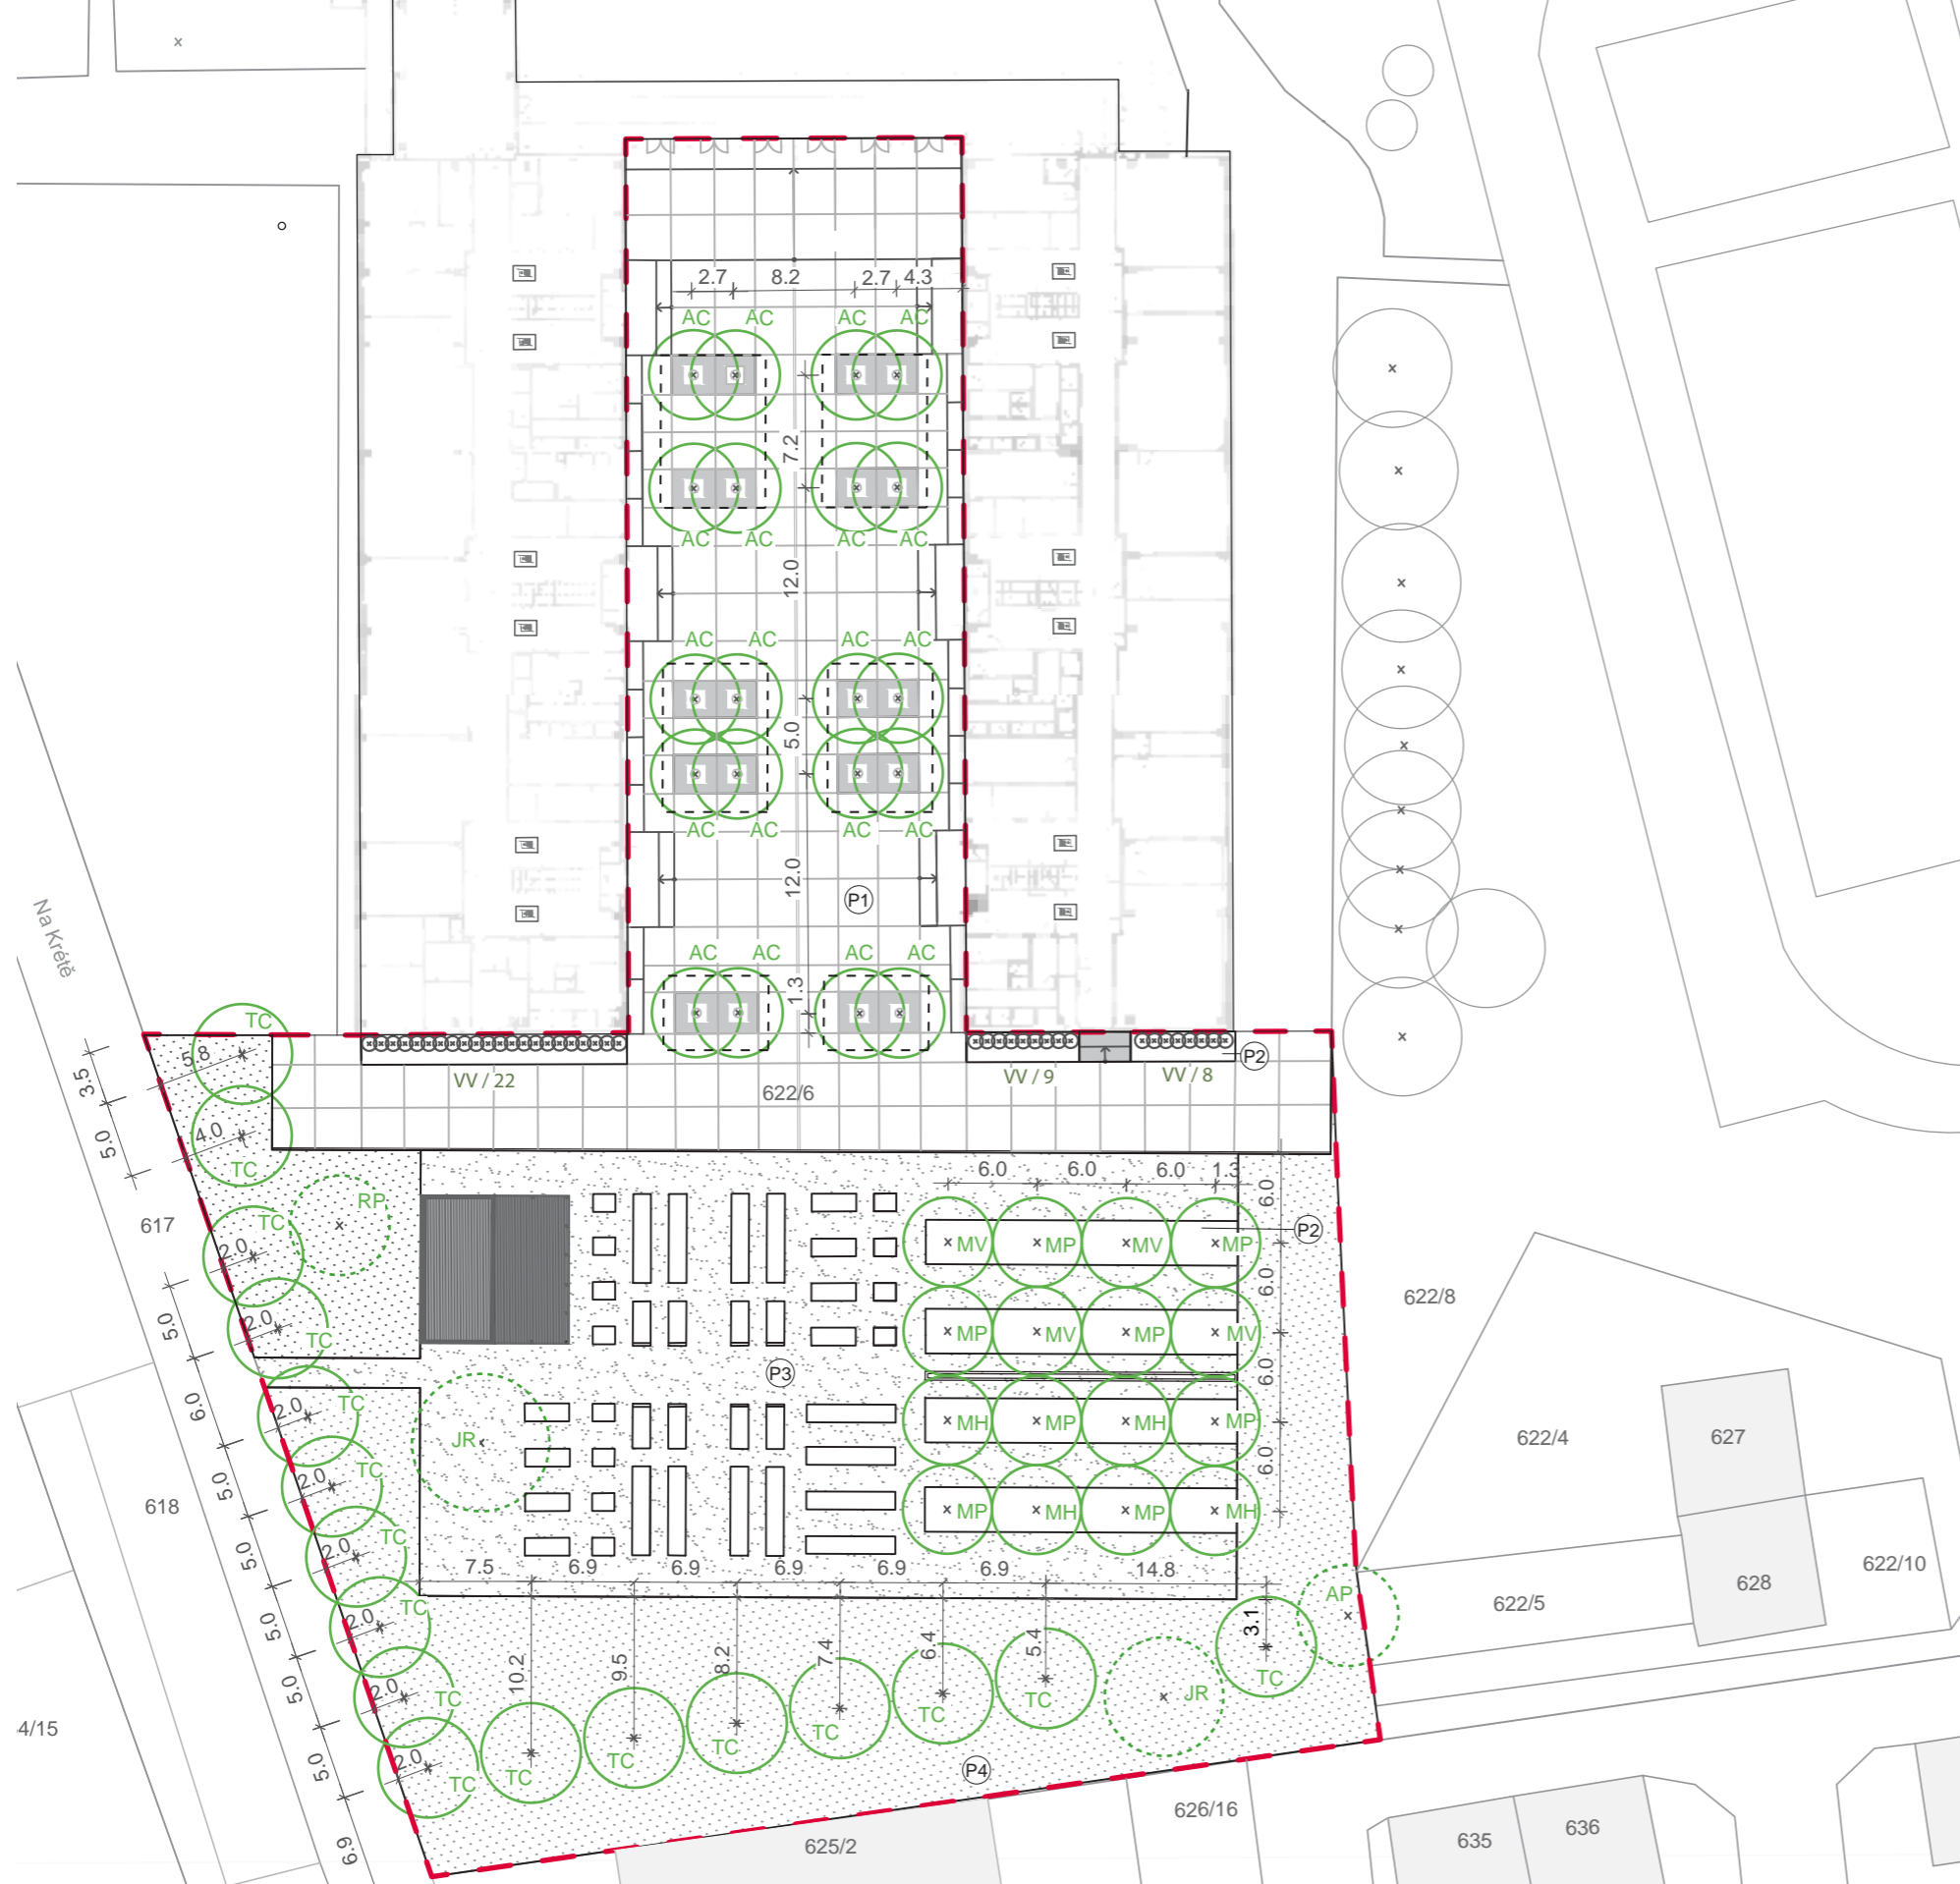 2.7 8.2 2.7 4.3
AC AC AC AC
7.2
AC AC AC AC
12.0
AC AC AC AC
5.0
AC AC AC AC
12.0
P1
AC AC AC AC
1.3
Na Krétě
TC
5.8
3.5
VV / 22
622/6
VV / 9
VV / 8
P2
4.0
5.0
TC
6.0 6.0 6.0 1.3
6.0
RP
617
TC
2.0
MV MP MV MP
P2
6.0
622/8
5.0
2.0
TC
MP MV MP MV
P3
6.0
6.0
2.0
TC
JR
MH MP MH MP
622/4
627
6.0
5.0
2.0
TC
618
MP MH MP MH
5.0
2.0
TC
7.5 6.9 6.9 6.9 6.9 6.9 14.8
622/10
628
622/5
AP
3.1
5.0
2.0
TC
10.2 9.5 8.2 7.4 6.4 5.4
TC
JR
5.0
2.0
TC
TC
TC
TC
TC
TC
TC
4/15
5.0
2.0
TC
P4
626/16
6.9
625/2
635
636